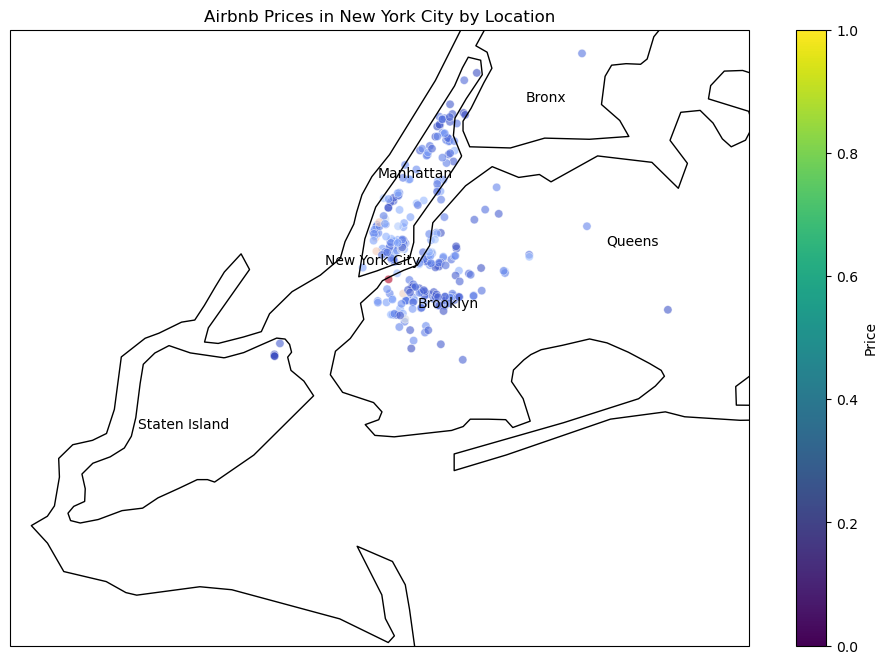 Airbnb Prices in New York City by Location
Bronx
Manhattan
Queens
New York City
Brooklyn
Staten Island
1.0
0.8
0.6
0.4
0.2
0.0
Price